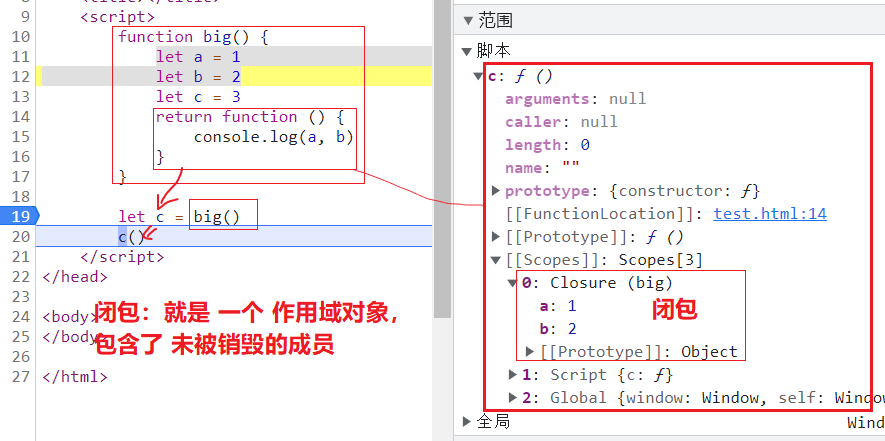 8 <title></title>
9 <script>
10 function big() {
11 let a = 1
12 let b = 2
13 let c = 3
14 return function () {
15 console.log(a, b)
16 }
17 }
18
19 let c = big()
20 c()
21 </script>
22 </head>
23
24 <body>
25 </body>
26
27 </html>
闭包：就是 一个 作用域对象，
包含了 未被销毁的成员
范围
脚本
c: ƒ ()
arguments: null
caller: null
length: 0
name: ""
prototype: {constructor: ƒ}
[[FunctionLocation]]: test.html:14
[[Prototype]]: ƒ ()
[[Scopes]]: Scopes[3]
0: Closure (big)
a: 1
闭包
b: 2
[[Prototype]]: Object
1: Script {c: ƒ}
2: Global {window: Window, self: Window
全局 Wind